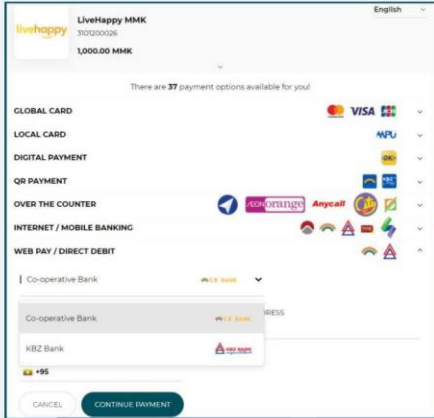 English
livehappy
LiveHappy MMK
3101200026
1,000.00 MMK
There are 37 payment options available for you!
GLOBAL CARD
VISA JCB
LOCAL CARD
MPU
DIGITAL PAYMENT
OK$
QR PAYMENT
OVER THE COUNTER
ÆON orange Anycall
INTERNET / MOBILE BANKING
WEB PAY / DIRECT DEBIT
Co-operative Bank
CB BANK
Co-operative Bank
CB BANK
RESS
KBZ Bank
KBZ BANK
+95
CANCEL
CONTINUE PAYMENT